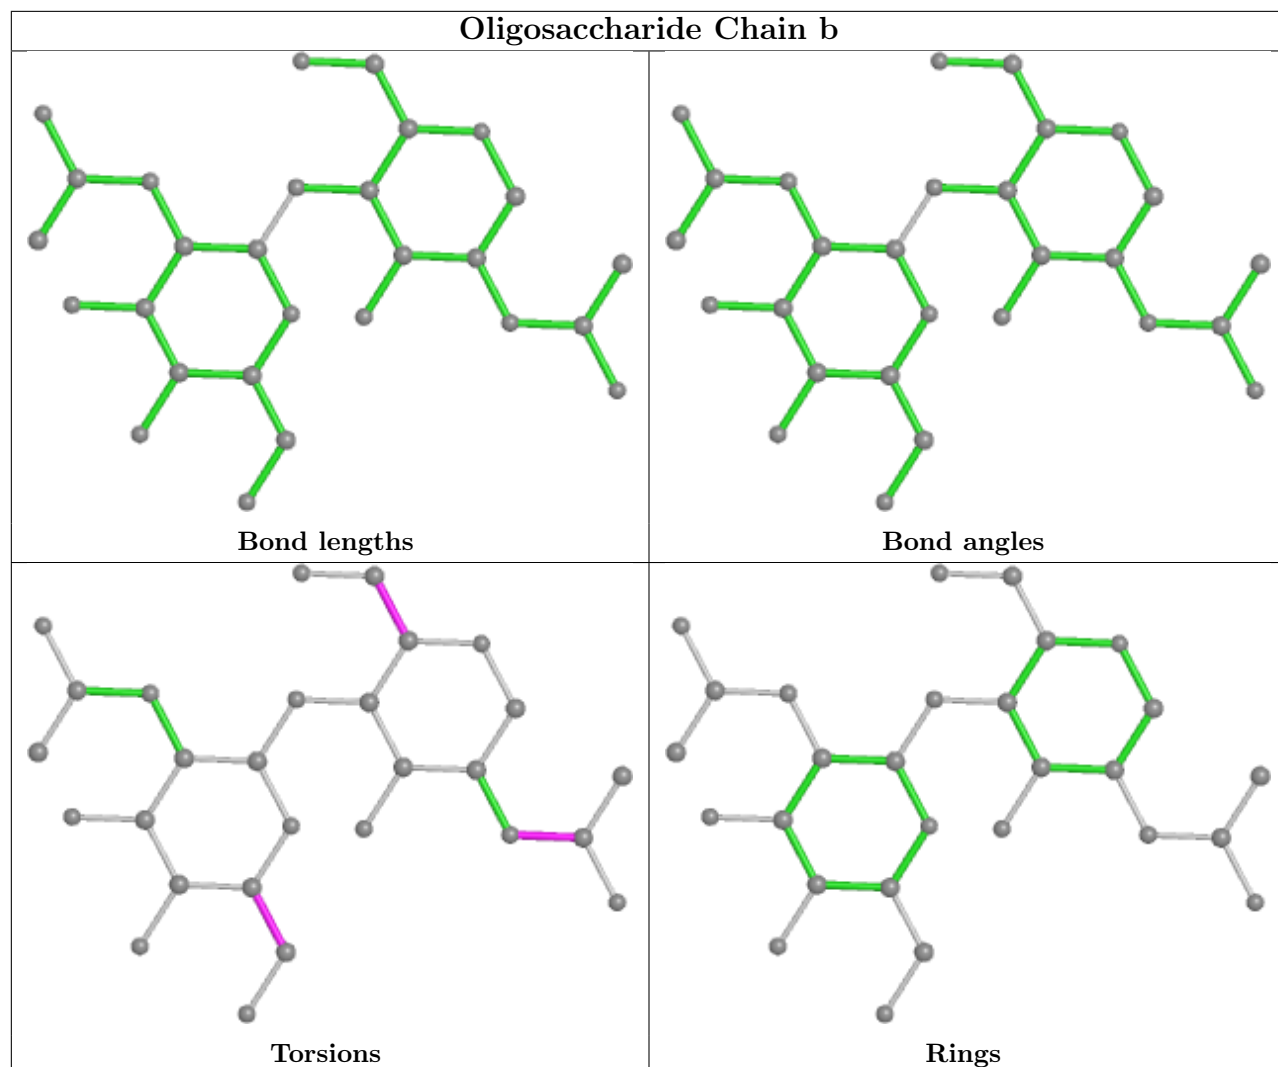 Oligosaccharide Chain b
Bond lengths
Bond angles
Torsions
Rings